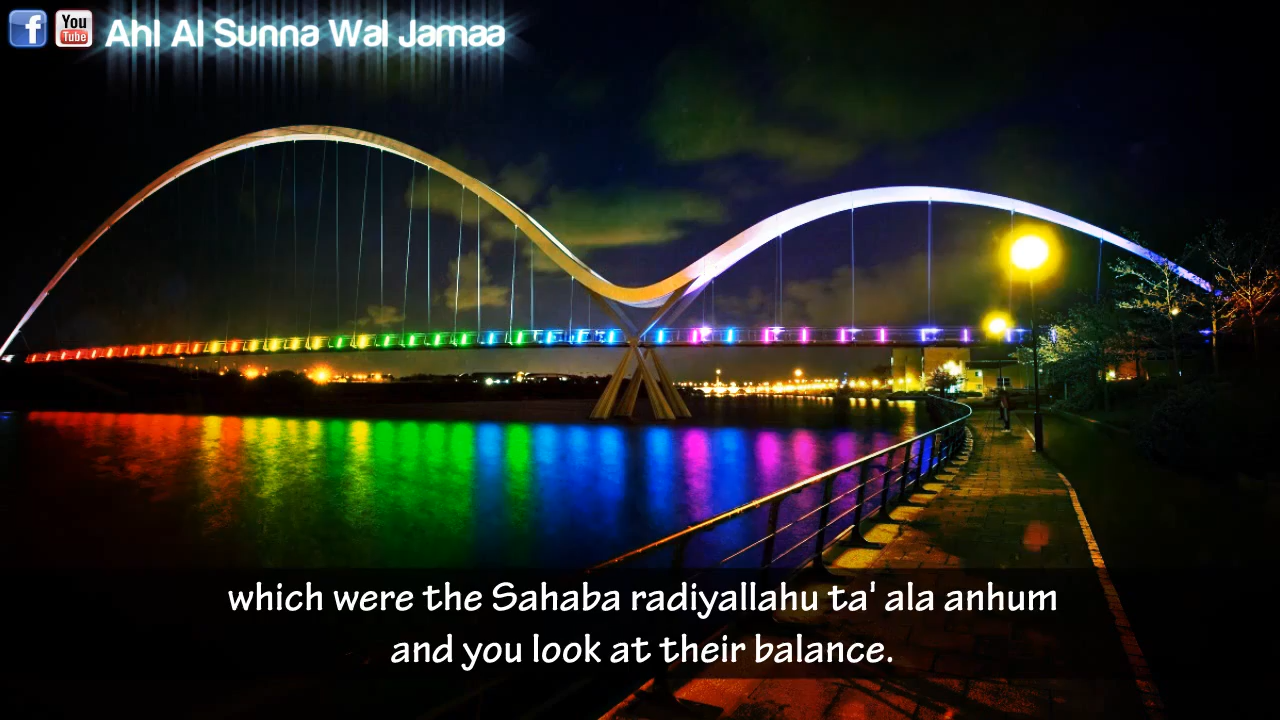 f You Tube Ahl Al Sunna Wal Jamaa
which were the Sahaba radiyallahu ta' ala anhum
and you look at their balance.